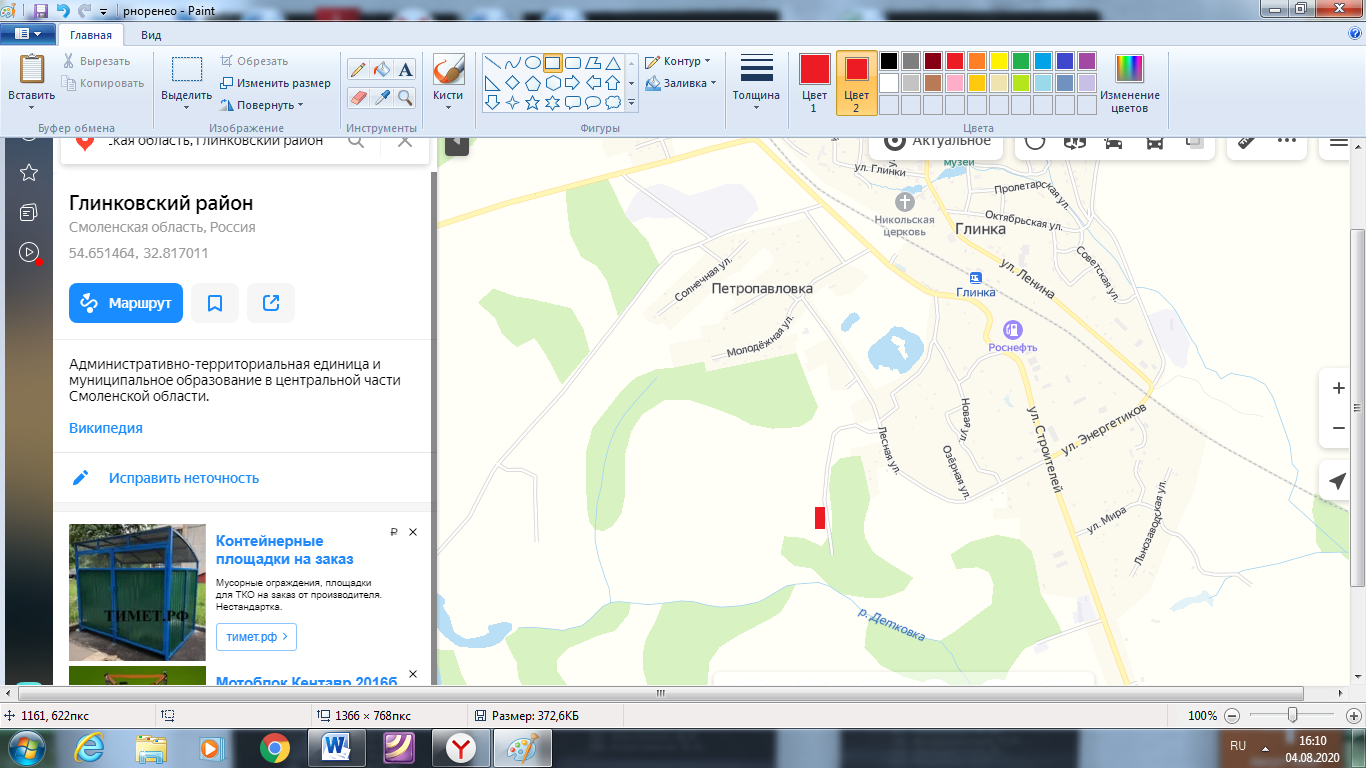 рноренео - Paint
Главная
Вид
Вставить
Вырезать
Копировать
Буфер обмена
Выделить
Обрезать
Изменить размер
Повернуть
Изображение
A
Инструменты
Кисти
Фигуры
Контур
Заливка
Толщина
Цвет
1
Цвет
2
Изменение
цветов
Цвета
кая область, Глинковский район
Глинковский район
Смоленская область, Россия
54.651464, 32.817011
Маршрут
Административно-территориальная единица и
муниципальное образование в центральной части
Смоленской области.
Википедия
Исправить неточность
Контейнерные
площадки на заказ
Мусорные ограждения, площадки
для ТКО на заказ от производителя.
Нестандартка.
тимет.рф
ТИМЕТ.РФ
Мотоблок Кентавр 2016б
Актуальное
ул. Глинки
музей
Пролетарская ул.
Никольская
церковь
Октябрьская ул.
Глинка
Советская ул.
ул. Ленина
Глинка
Солнечная ул.
Петропавловка
Молодёжная ул.
Роснефть
Новая ул.
ул. Строителей
ул. Энергетиков
Лесная ул.
Озёрная ул.
ул. Мира
Льнозаводская ул.
р. Детковка
1161, 622пкс
1366 × 768пкс
Размер: 372,6КБ
100%
RU
16:10
04.08.2020